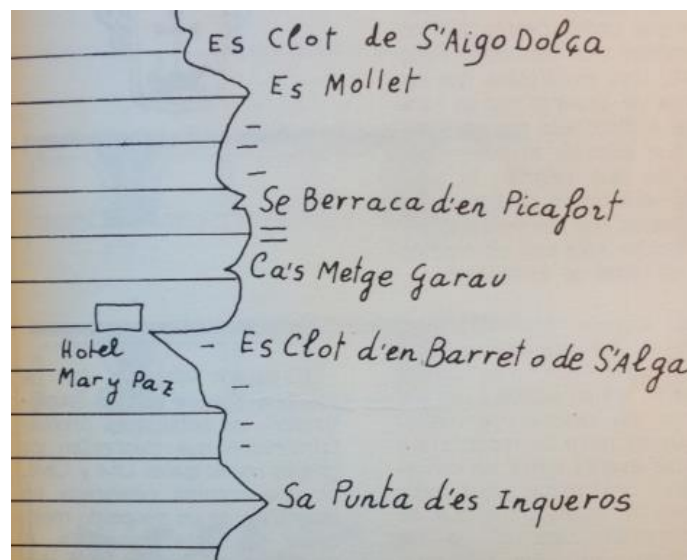 Es Clot de S'Aigo Dolça
Es Mollet
Se Berraca d'en Picafort
Ca's Metge Garau
Es Clot d'en Barret o de S'Alga
Hotel
Mar y Paz
Sa Punta d'es Inqueros